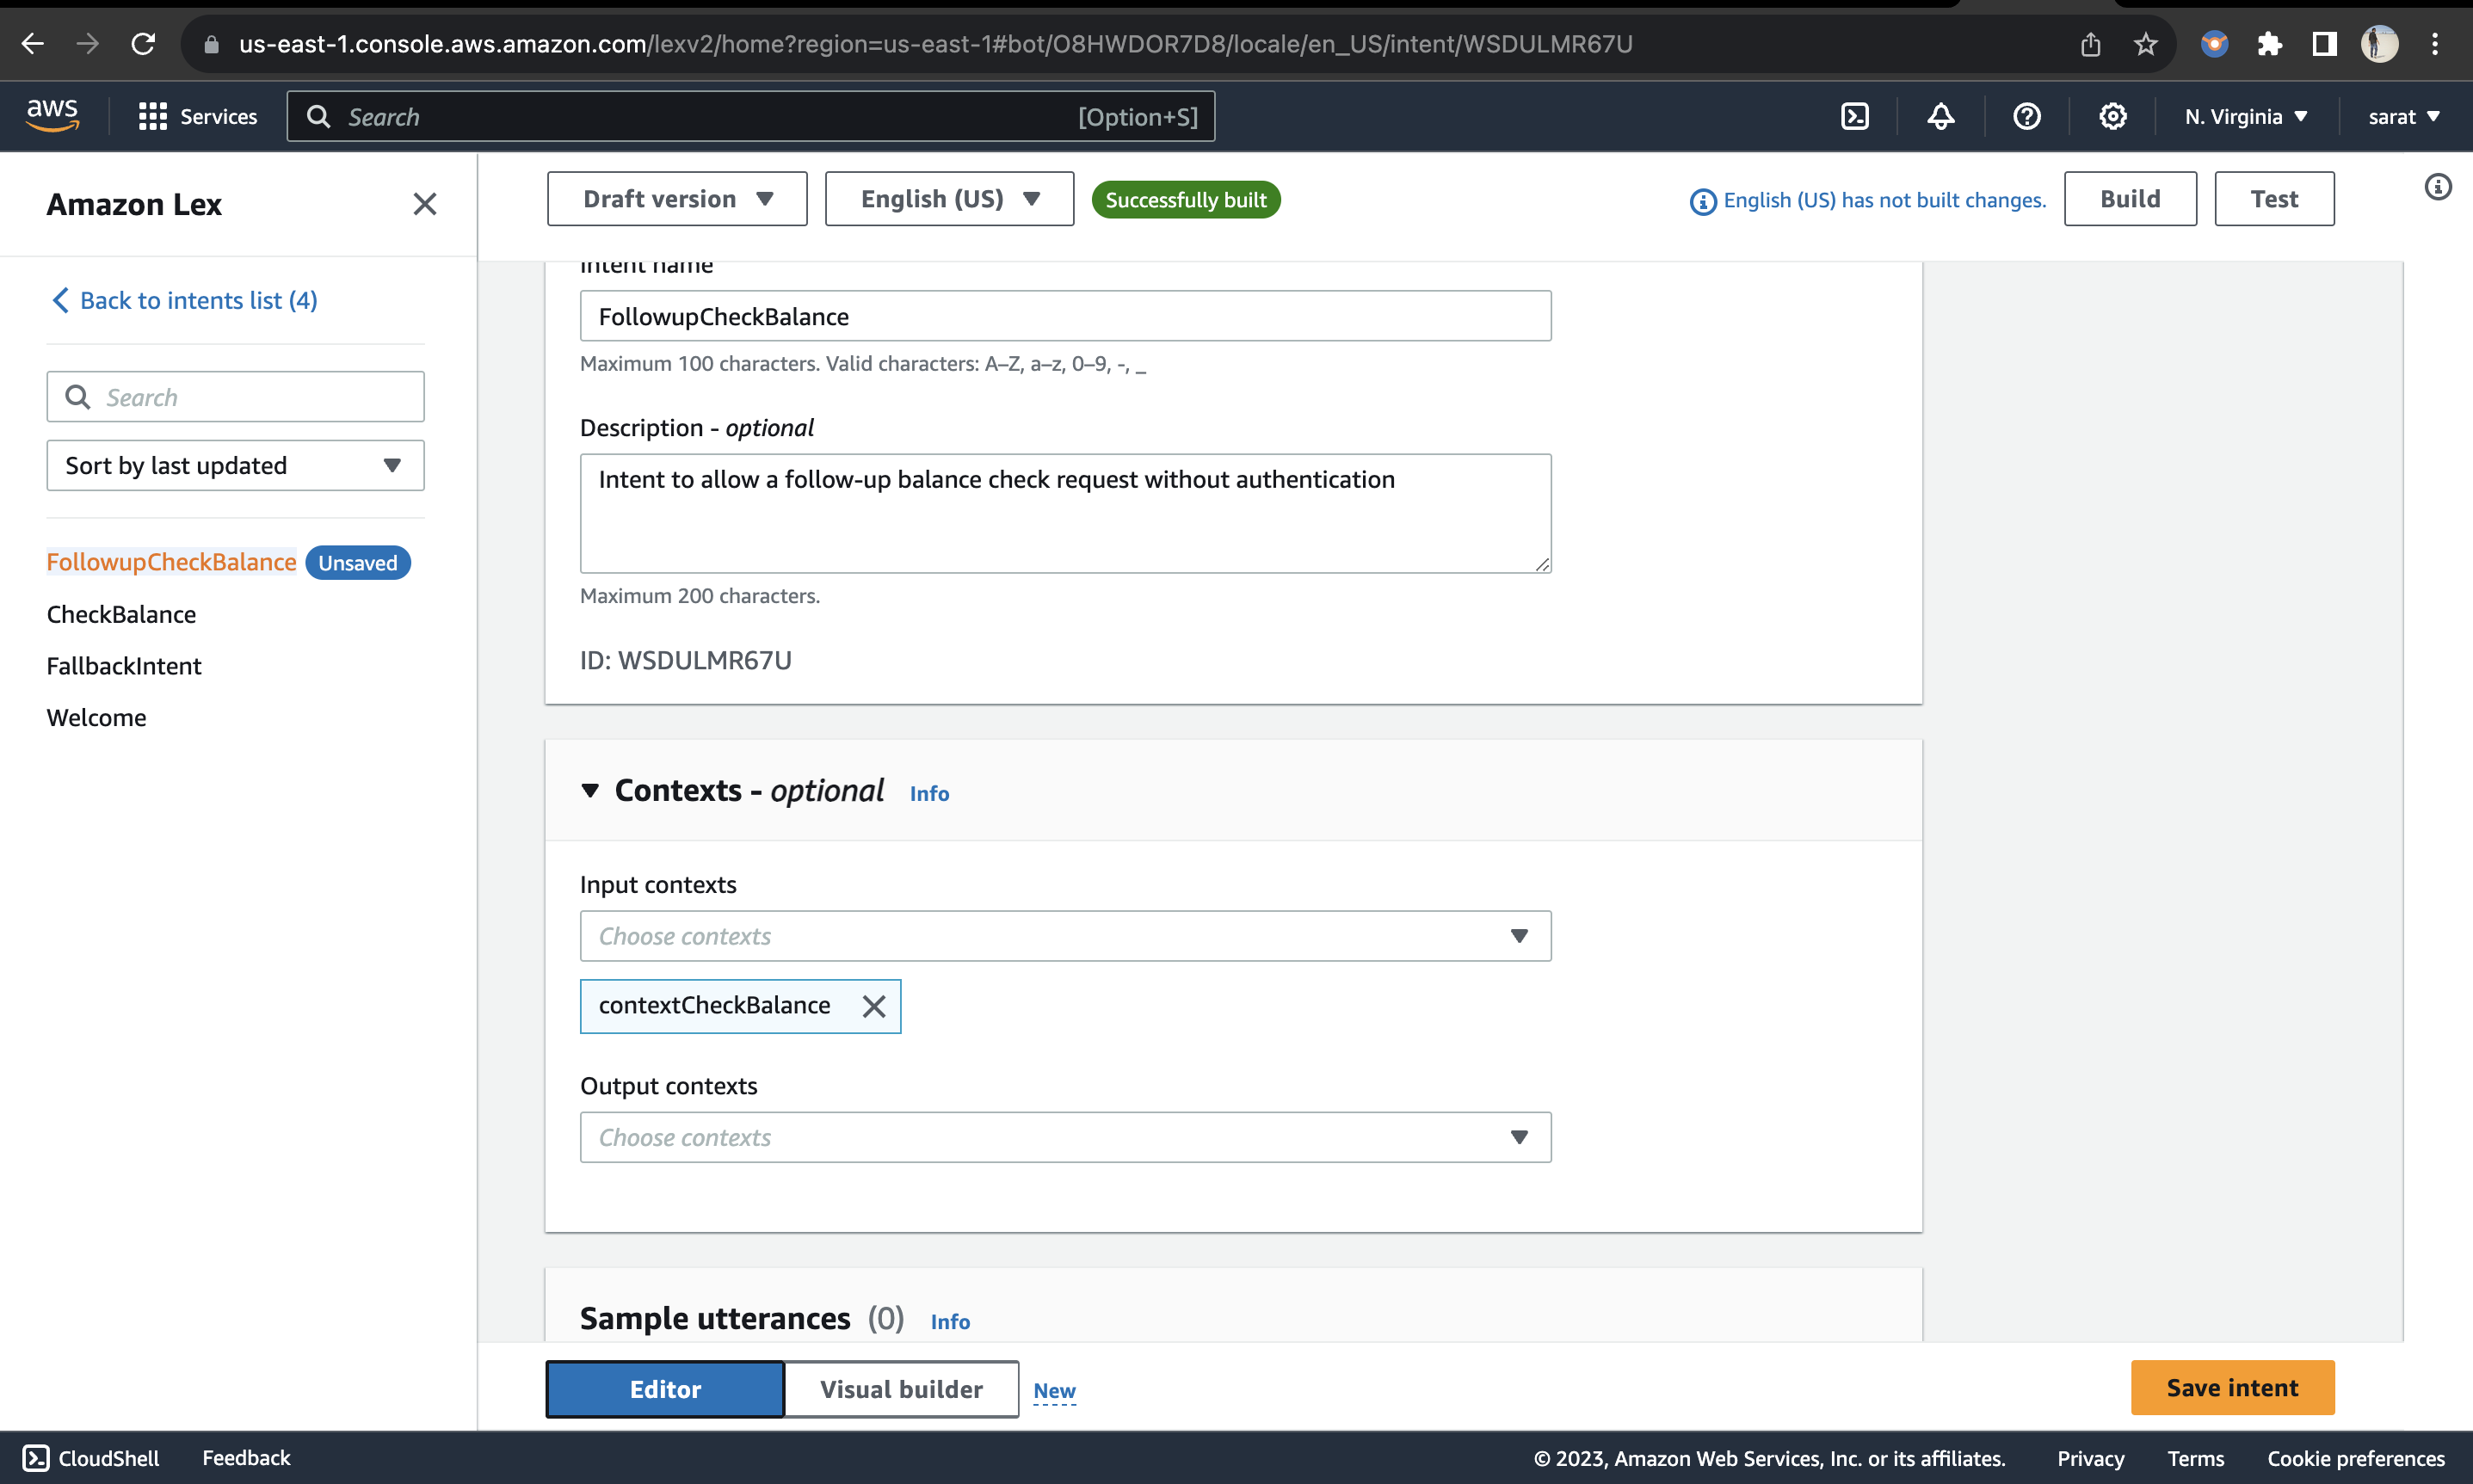 us-east-1.console.aws.amazon.com/lexv2/home?region=us-east-1#bot/O8HWDOR7D8/locale/en_US/intent/WSDULMR67U
aws Services Search [Option+S] N. Virginia sarat
Amazon Lex
Draft version English (US) Successfully built English (US) has not built changes. Build Test
Back to intents list (4)
Search
Sort by last updated
FollowupCheckBalance Unsaved
CheckBalance
FallbackIntent
Welcome
Intent name
FollowupCheckBalance
Maximum 100 characters. Valid characters: A–Z, a–z, 0–9, -, _
Description - optional
Intent to allow a follow-up balance check request without authentication
Maximum 200 characters.
ID: WSDULMR67U
Contexts - optional Info
Input contexts
Choose contexts
contextCheckBalance
Output contexts
Choose contexts
Sample utterances (0) Info
Editor Visual builder New Save intent
CloudShell Feedback © 2023, Amazon Web Services, Inc. or its affiliates. Privacy Terms Cookie preferences